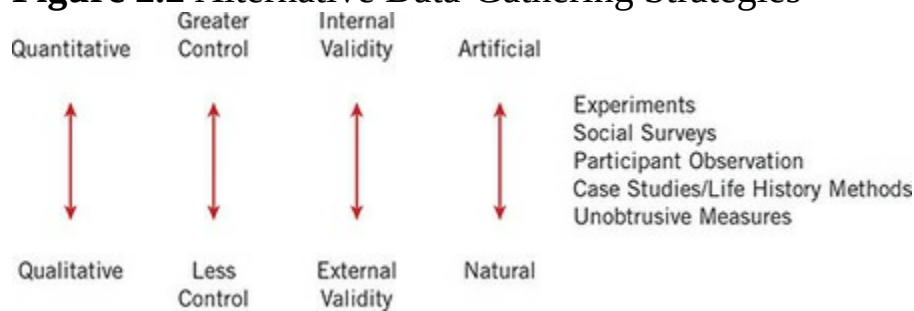 Figure 2.2 Alternative Data-Gathering Strategies
Quantitative
Greater
Control
Internal
Validity
Artificial
Experiments
Social Surveys
Participant Observation
Case Studies/Life History Methods
Unobtrusive Measures
Qualitative
Less
Control
External
Validity
Natural